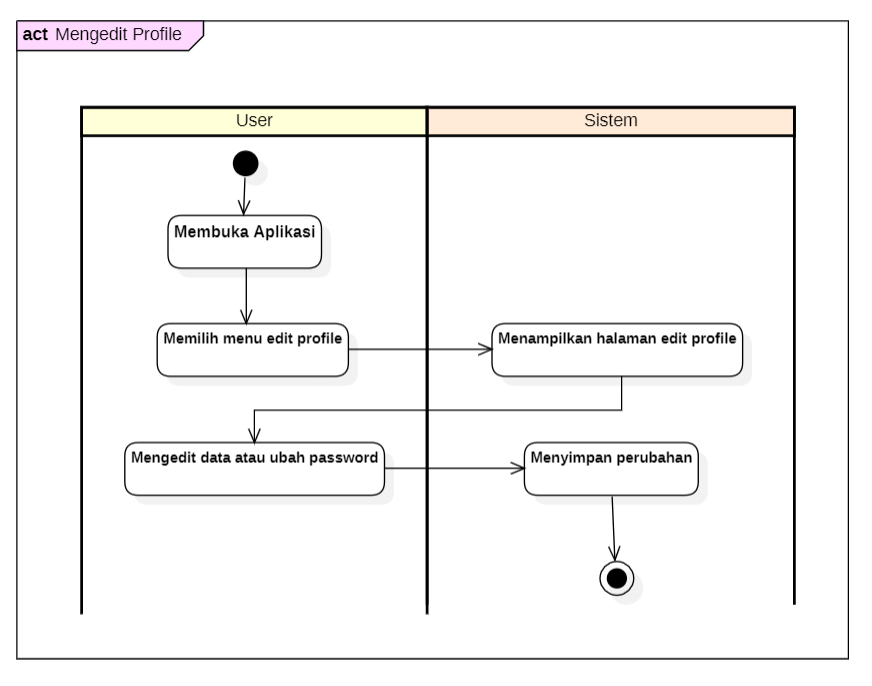 act Mengedit Profile
User
Sistem
Membuka Aplikasi
Memilih menu edit profile
Menampilkan halaman edit profile
Mengedit data atau ubah password
Menyimpan perubahan